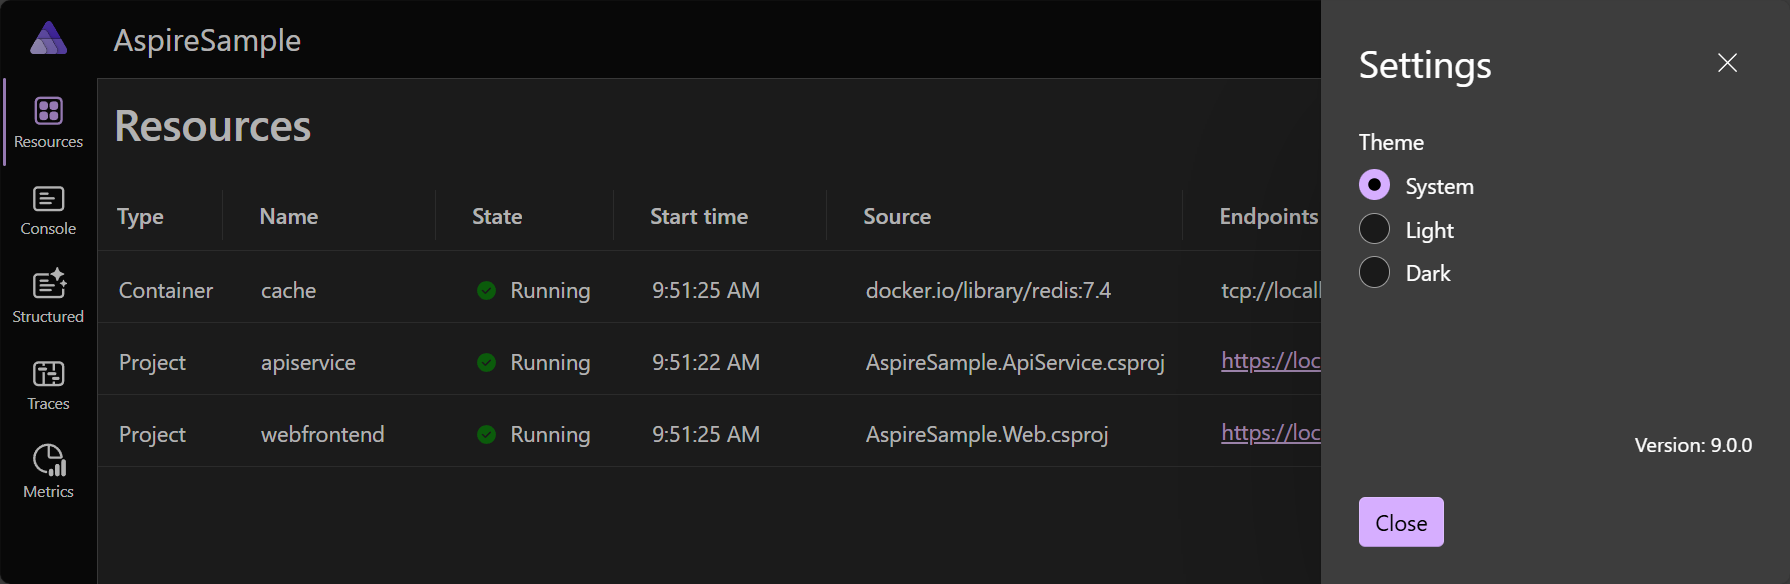 AspireSample
Resources
Console
Structured
Traces
Metrics
Resources
Type Name State Start time Source Endpoints
Container cache Running 9:51:25 AM docker.io/library/redis:7.4 tcp://local
Project apiservice Running 9:51:22 AM AspireSample.ApiService.csproj https://loc
Project webfrontend Running 9:51:25 AM AspireSample.Web.csproj https://loc
Settings
Theme
System
Light
Dark
Version: 9.0.0
Close